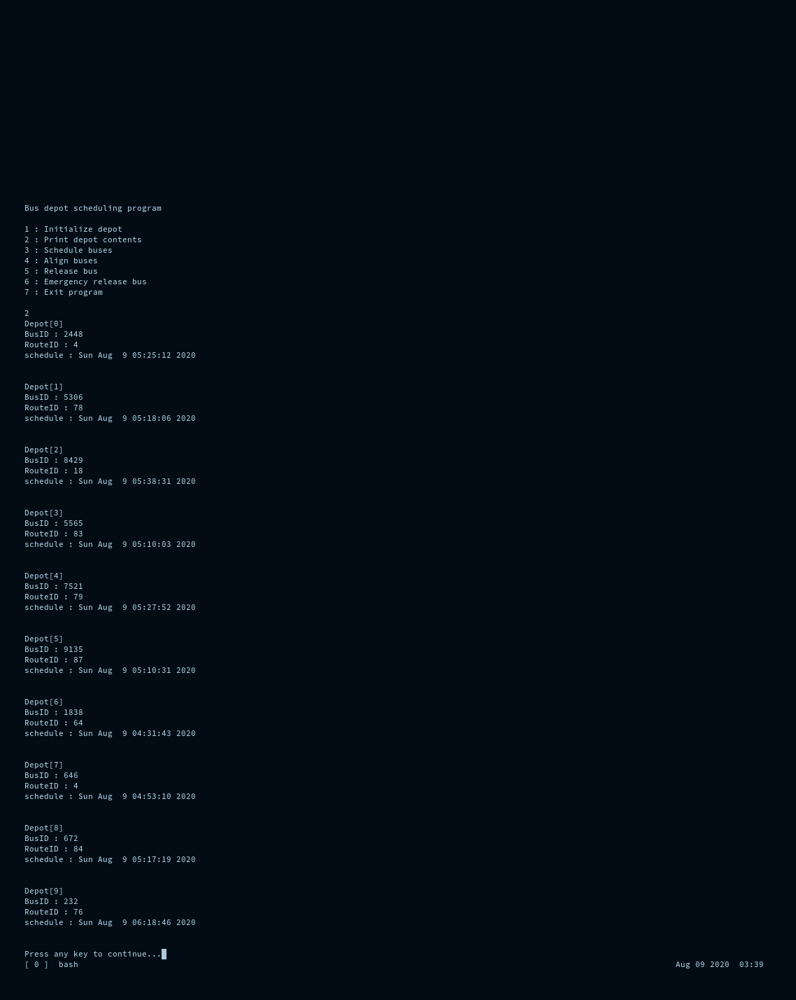 Bus depot scheduling program
1 : Initialize depot
2 : Print depot contents
3 : Schedule buses
4 : Align buses
5 : Release bus
6 : Emergency release bus
7 : Exit program
2
Depot[0]
BusID : 2448
RouteID : 4
schedule : Sun Aug  9 05:25:12 2020
Depot[1]
BusID : 5306
RouteID : 78
schedule : Sun Aug  9 05:18:06 2020
Depot[2]
BusID : 8429
RouteID : 18
schedule : Sun Aug  9 05:38:31 2020
Depot[3]
BusID : 5565
RouteID : 83
schedule : Sun Aug  9 05:10:03 2020
Depot[4]
BusID : 7521
RouteID : 79
schedule : Sun Aug  9 05:27:52 2020
Depot[5]
BusID : 9135
RouteID : 87
schedule : Sun Aug  9 05:10:31 2020
Depot[6]
BusID : 1838
RouteID : 64
schedule : Sun Aug  9 04:31:43 2020
Depot[7]
BusID : 646
RouteID : 4
schedule : Sun Aug  9 04:53:10 2020
Depot[8]
BusID : 672
RouteID : 84
schedule : Sun Aug  9 05:17:19 2020
Depot[9]
BusID : 232
RouteID : 76
schedule : Sun Aug  9 06:18:46 2020
Press any key to continue...
[ 0 ]  bash Aug 09 2020  03:39